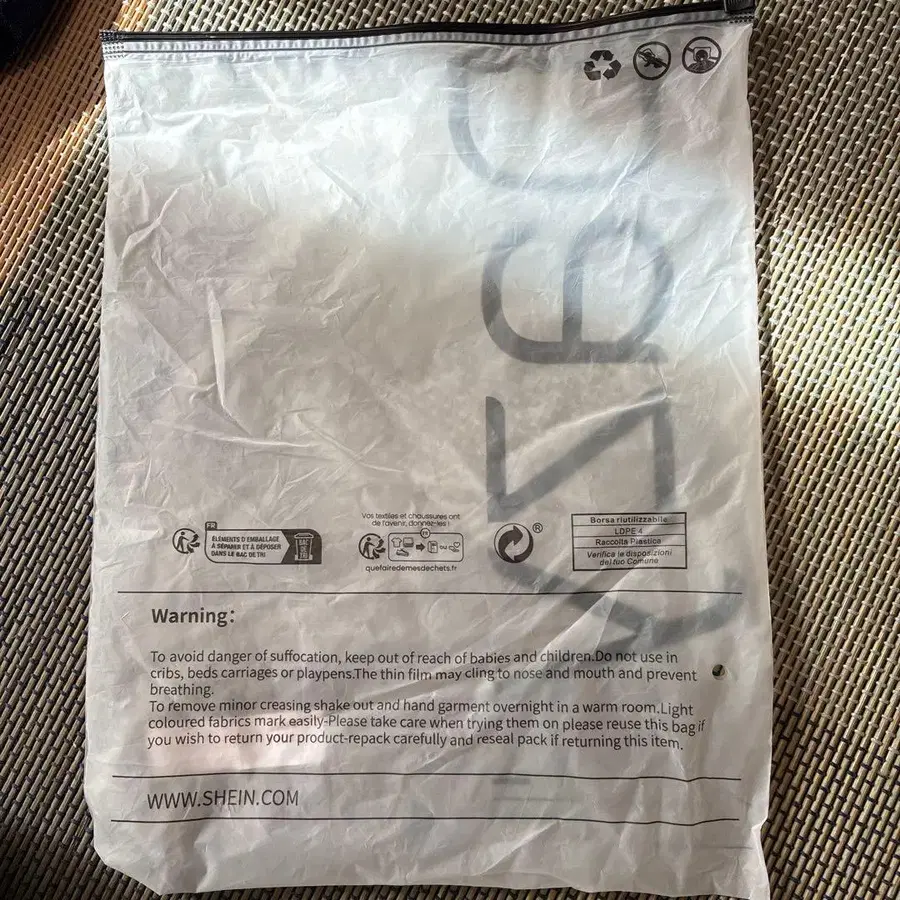 FR
ÉLÉMENTS D'EMBALLAGE
À SÉPARER ET À DÉPOSER
DANS LE BAC DE TRI
BAC
DE TRI
Vos textiles et chaussures ont
de l'avenir, donnez-les !
FR
ou
quefairedemesdechets.fr
®
Borsa riutilizzabile
LDPE 4
Raccolta Plastica
Verifica le disposizioni
del tuo Comune
Warning:
To avoid danger of suffocation, keep out of reach of babies and children.Do not use in
cribs, beds carriages or playpens.The thin film may cling to nose and mouth and prevent
breathing.
To remove minor creasing shake out and hand garment overnight in a warm room.Light
coloured fabrics mark easily-Please take care when trying them on please reuse this bag if
you wish to return your product-repack carefully and reseal pack if returning this item.
WWW.SHEIN.COM